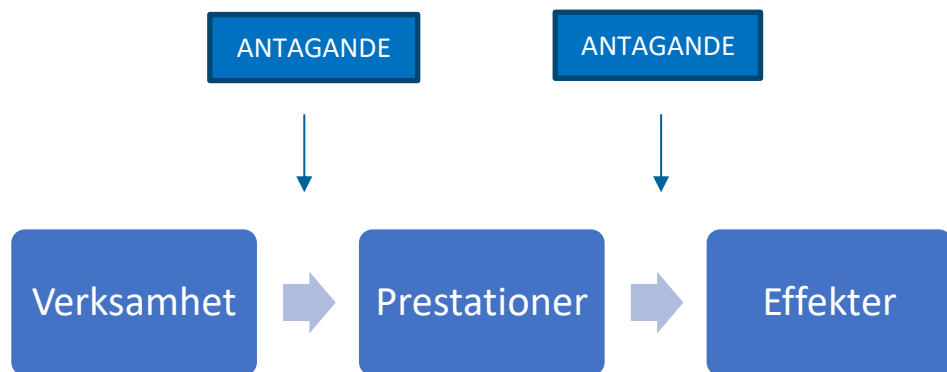 ANTAGANDE
ANTAGANDE
Verksamhet
Prestationer
Effekter